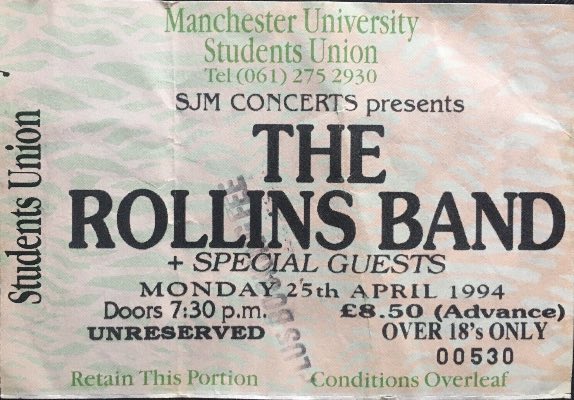 Manchester University
Students Union
Tel (061) 275 2930
SJM CONCERTS presents
THE
ROLLINS BAND
+ SPECIAL GUESTS
MONDAY 25th APRIL 1994
Doors 7:30 p.m.
£8.50 (Advance)
UNRESERVED
OVER 18's ONLY
00530
Retain This Portion
Conditions Overleaf
Students Union